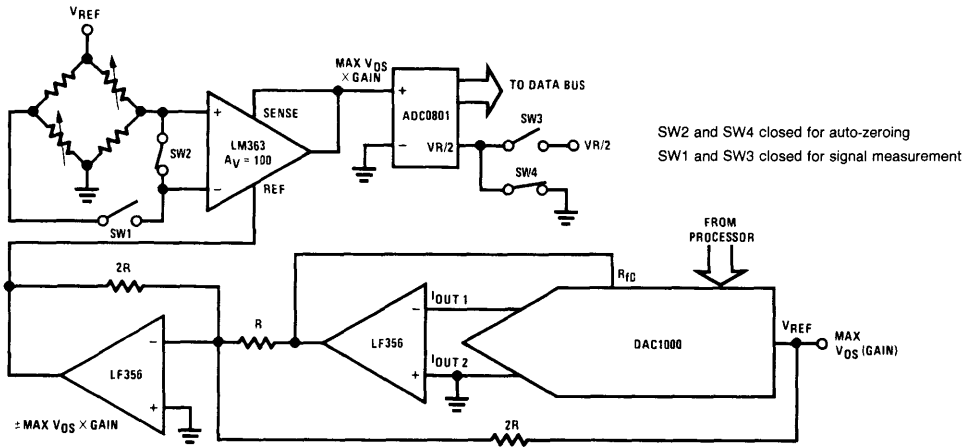 VREF
MAX VOS
× GAIN
ADC0801
TO DATA BUS
SENSE
SW2
LM363
AV = 100
REF
SW1
SW3
VR/2
VR/2
SW4
SW2 and SW4 closed for auto-zeroing
SW1 and SW3 closed for signal measurement
FROM
PROCESSOR
2R
R
Rfb
IOUT 1
IOUT 2
LF356
DAC1000
VREF
MAX
VOS (GAIN)
LF356
± MAX VOS × GAIN
2R
+
−
+
−
−
+
−
+